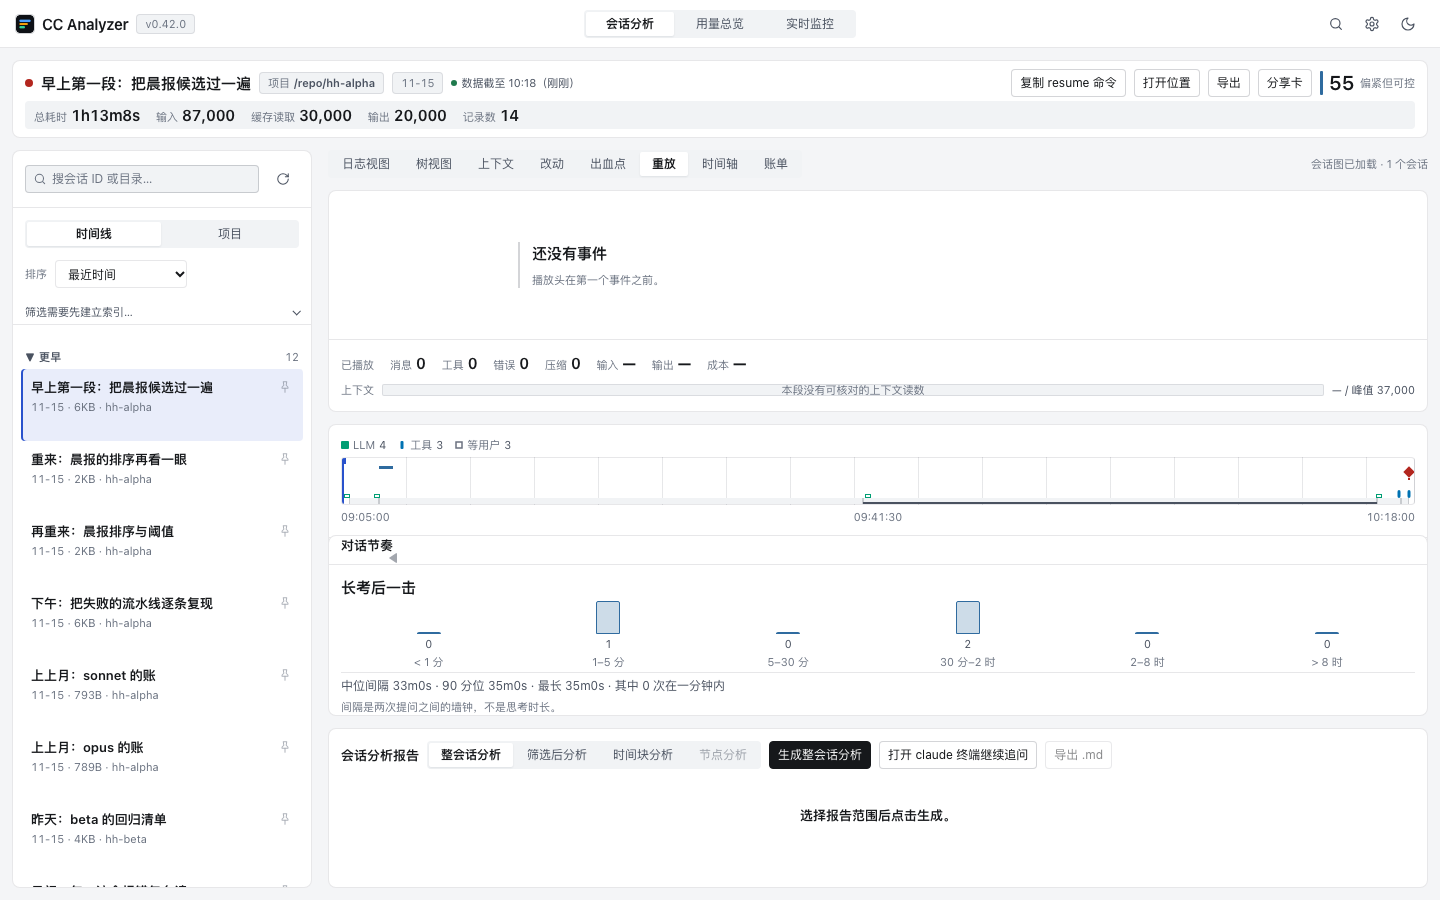 CC Analyzer v0.42.0
会话分析 用量总览 实时监控
早上第一段：把晨报候选过一遍 项目 /repo/hh-alpha 11-15 数据截至 10:18（刚刚） 复制 resume 命令 打开位置 导出 分享卡 55 偏紧但可控
总耗时 1h13m8s 输入 87,000 缓存读取 30,000 输出 20,000 记录数 14
搜会话 ID 或目录...
时间线 项目
排序 最近时间
筛选需要先建立索引...
更早 12
早上第一段：把晨报候选过一遍
11-15 · 6KB · hh-alpha
重来：晨报的排序再看一眼
11-15 · 2KB · hh-alpha
再重来：晨报排序与阈值
11-15 · 2KB · hh-alpha
下午：把失败的流水线逐条复现
11-15 · 6KB · hh-alpha
上上月：sonnet 的账
11-15 · 793B · hh-alpha
上上月：opus 的账
11-15 · 789B · hh-alpha
昨天：beta 的回归清单
11-15 · 4KB · hh-beta
日志视图 树视图 上下文 改动 出血点 重放 时间轴 账单 会话图已加载 · 1 个会话
还没有事件
播放头在第一个事件之前。
已播放 消息 0 工具 0 错误 0 压缩 0 输入 — 输出 — 成本 —
上下文 本段没有可核对的上下文读数 — / 峰值 37,000
LLM 4 工具 3 等用户 3
09:05:00 09:41:30 10:18:00
对话节奏
长考后一击
0 1 0 2 0 0
< 1 分 1–5 分 5–30 分 30 分–2 时 2–8 时 > 8 时
中位间隔 33m0s · 90 分位 35m0s · 最长 35m0s · 其中 0 次在一分钟内
间隔是两次提问之间的墙钟，不是思考时长。
会话分析报告 整会话分析 筛选后分析 时间块分析 节点分析 生成整会话分析 打开 claude 终端继续追问 导出 .md
选择报告范围后点击生成。